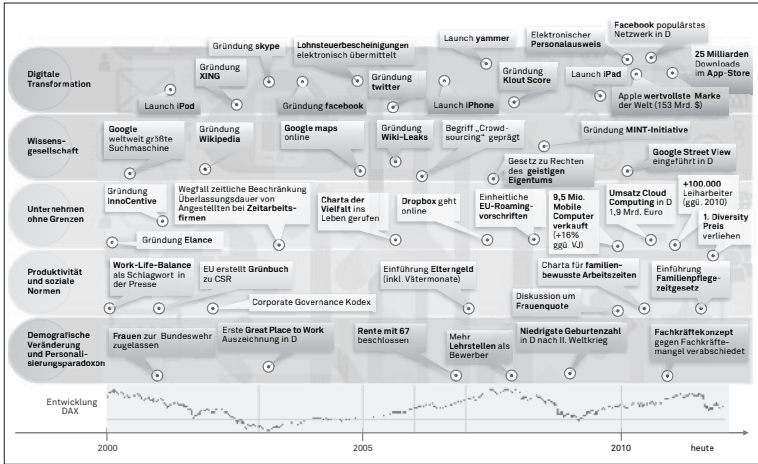 Digitale
Transformation
Launch iPod
Gründung
XING
Gründung skype
Gründung facebook
Lohnsteuerbescheinigungen
elektronisch übermittelt
Gründung
twitter
Launch iPhone
Launch yammer
Gründung
Klout Score
Elektronischer
Personalausweis
Launch iPad
Facebook populärstes
Netzwerk in D
Apple wertvollste Marke
der Welt (153 Mrd. $)
25 Milliarden
Downloads
im App-Store
Wissens-
gesellschaft
Google
weltweit größte
Suchmaschine
Gründung
Wikipedia
Google maps
online
Gründung
Wiki-Leaks
Begriff „Crowd-
sourcing“ geprägt
Gesetz zu Rechten
des geistigen
Eigentums
Gründung MINT-Initiative
Google Street View
eingeführt in D
Unternehmen
ohne Grenzen
Gründung
InnoCentive
Gründung Elance
Wegfall zeitliche Beschränkung
Überlassungsdauer von
Angestellten bei Zeitarbeits-
firmen
Charta der
Vielfalt ins
Leben gerufen
Dropbox geht
online
Einheitliche
EU-Roaming-
vorschriften
9,5 Mio.
Mobile
Computer
verkauft
(+16%
ggü. VJ)
Umsatz Cloud
Computing in D
1,9 Mrd. Euro
+100.000
Leiharbeiter
(ggü. 2010)
1. Diversity
Preis
verliehen
Produktivität
und soziale
Normen
Work-Life-Balance
als Schlagwort in
der Presse
EU erstellt Grünbuch
zu CSR
Corporate Governance Kodex
Einführung Elterngeld
(inkl. Vätermonate)
Diskussion um
Frauenquote
Charta für familien-
bewusste Arbeitszeiten
Einführung
Familienpflege-
zeitgesetz
Demografische
Veränderung
und Personali-
sierungsparadoxon
Frauen zur Bundeswehr
zugelassen
Erste Great Place to Work
Auszeichnung in D
Rente mit 67
beschlossen
Mehr
Lehrstellen als
Bewerber
Niedrigste Geburtenzahl
in D nach II. Weltkrieg
Fachkräftekonzept
gegen Fachkräfte-
mangel verabschiedet
Entwicklung
DAX
2000
2005
2010
heute